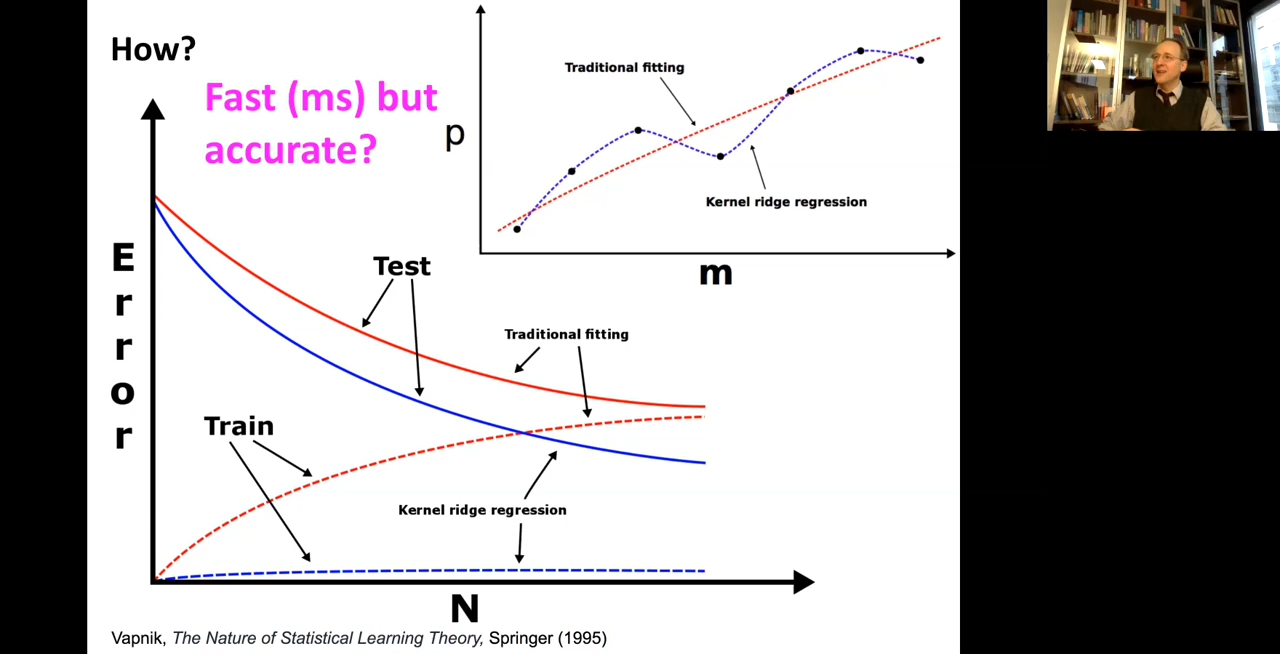 How?
Fast (ms) but
accurate?
Error
Test
Traditional fitting
Train
Kernel ridge regression
N
p
Traditional fitting
Kernel ridge regression
m
Vapnik, The Nature of Statistical Learning Theory, Springer (1995)